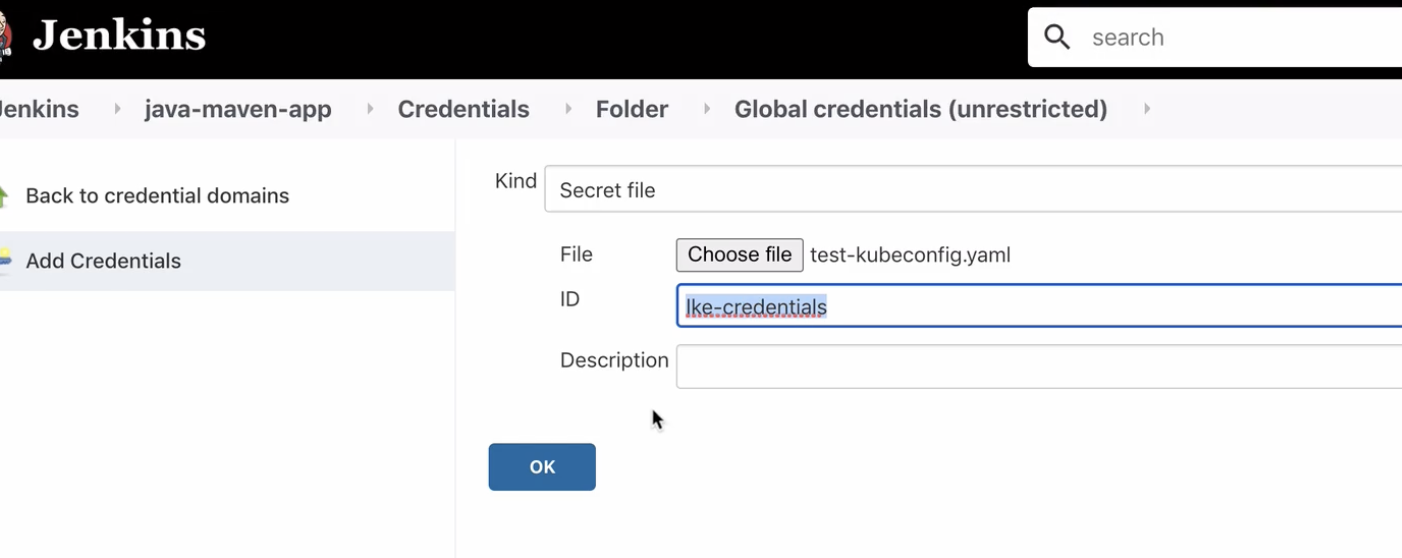 Jenkins
search
Jenkins java-maven-app Credentials Folder Global credentials (unrestricted)
Back to credential domains
Add Credentials
Kind Secret file
File Choose file test-kubeconfig.yaml
ID lke-credentials
Description
OK